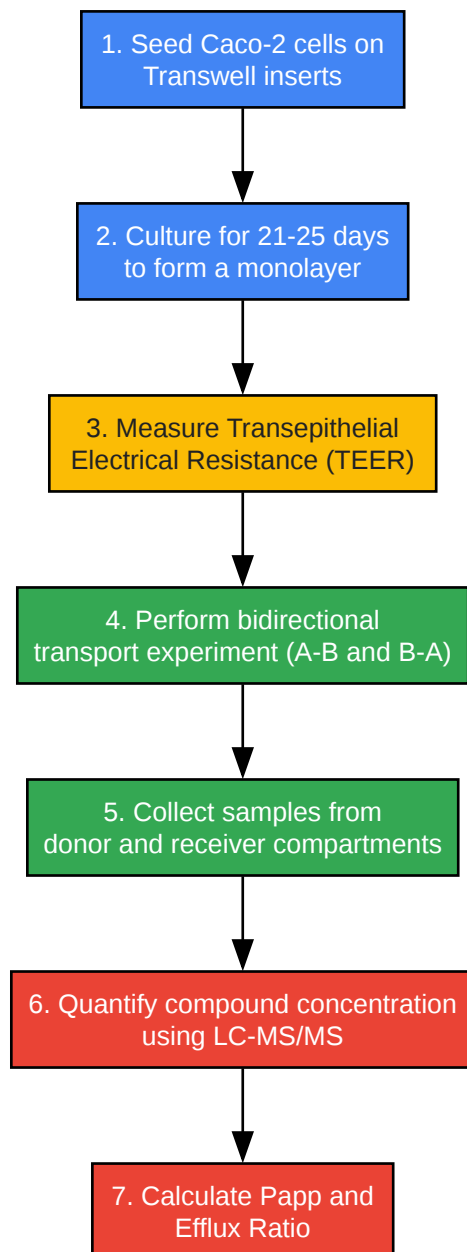 1. Seed Caco-2 cells on
Transwell inserts
2. Culture for 21-25 days
to form a monolayer
3. Measure Transepithelial
Electrical Resistance (TEER)
4. Perform bidirectional
transport experiment (A-B and B-A)
5. Collect samples from
donor and receiver compartments
6. Quantify compound concentration
using LC-MS/MS
7. Calculate Papp and
Efflux Ratio